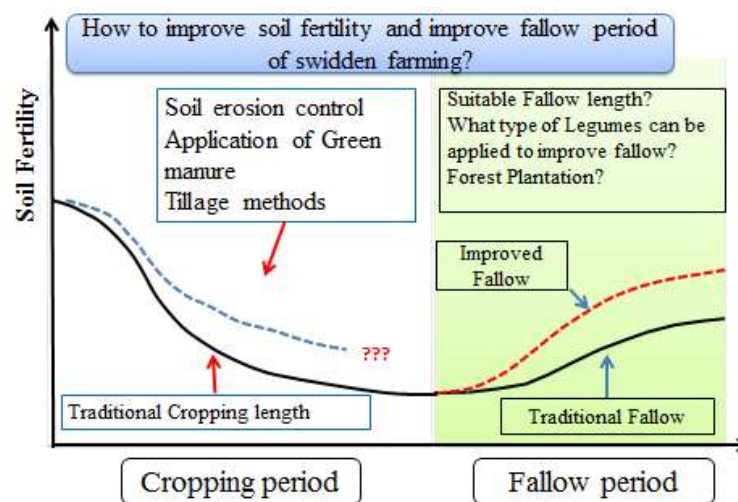 How to improve soil fertility and improve fallow period
of swidden farming?
Soil Fertility
Soil erosion control
Application of Green
manure
Tillage methods
Suitable Fallow length?
What type of Legumes can be
applied to improve fallow?
Forest Plantation?
Improved
Fallow
???
Traditional Cropping length
Traditional Fallow
Cropping period
Fallow period